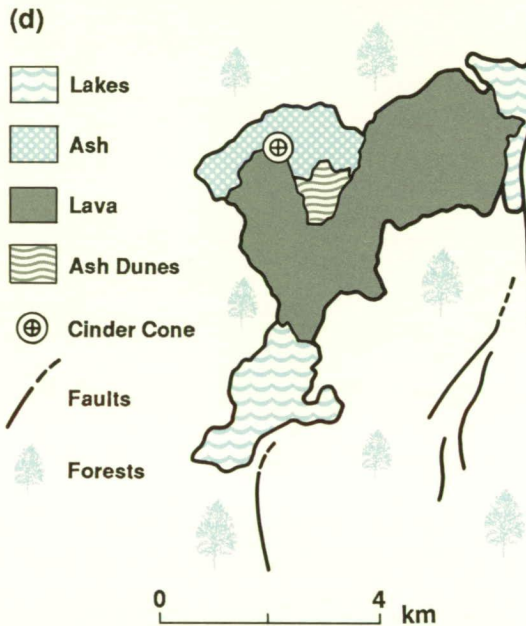 (d)
Lakes
Ash
Lava
Ash Dunes
Cinder Cone
Faults
Forests
0 4 km